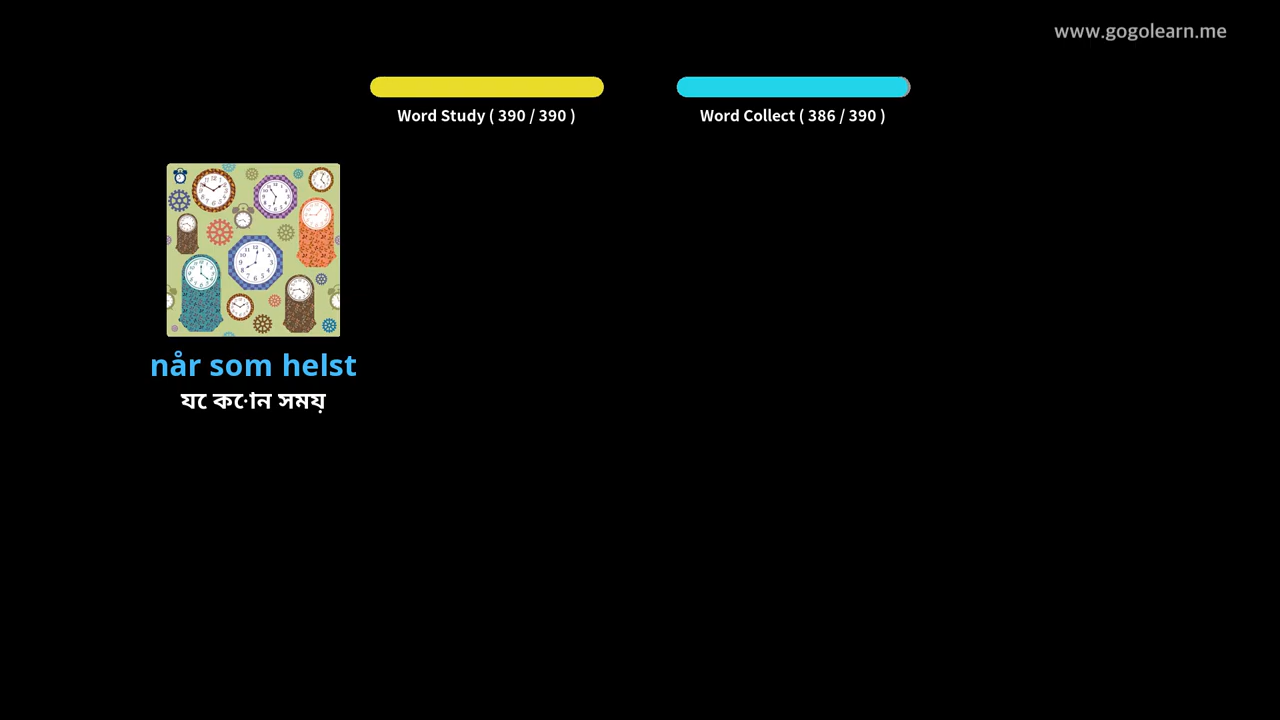 www.gogolearn.me
Word Study ( 390 / 390 )
Word Collect ( 386 / 390 )
når som helst
যে কোন সময়